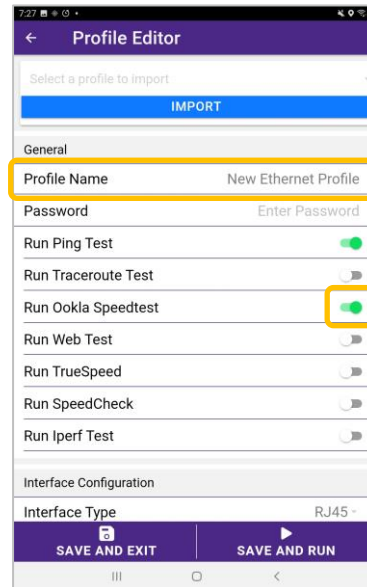 7:27
Profile Editor
Select a profile to import
IMPORT
General
Profile Name New Ethernet Profile
Password Enter Password
Run Ping Test
Run Traceroute Test
Run Ookla Speedtest
Run Web Test
Run TrueSpeed
Run SpeedCheck
Run Iperf Test
Interface Configuration
Interface Type RJ45
SAVE AND EXIT SAVE AND RUN